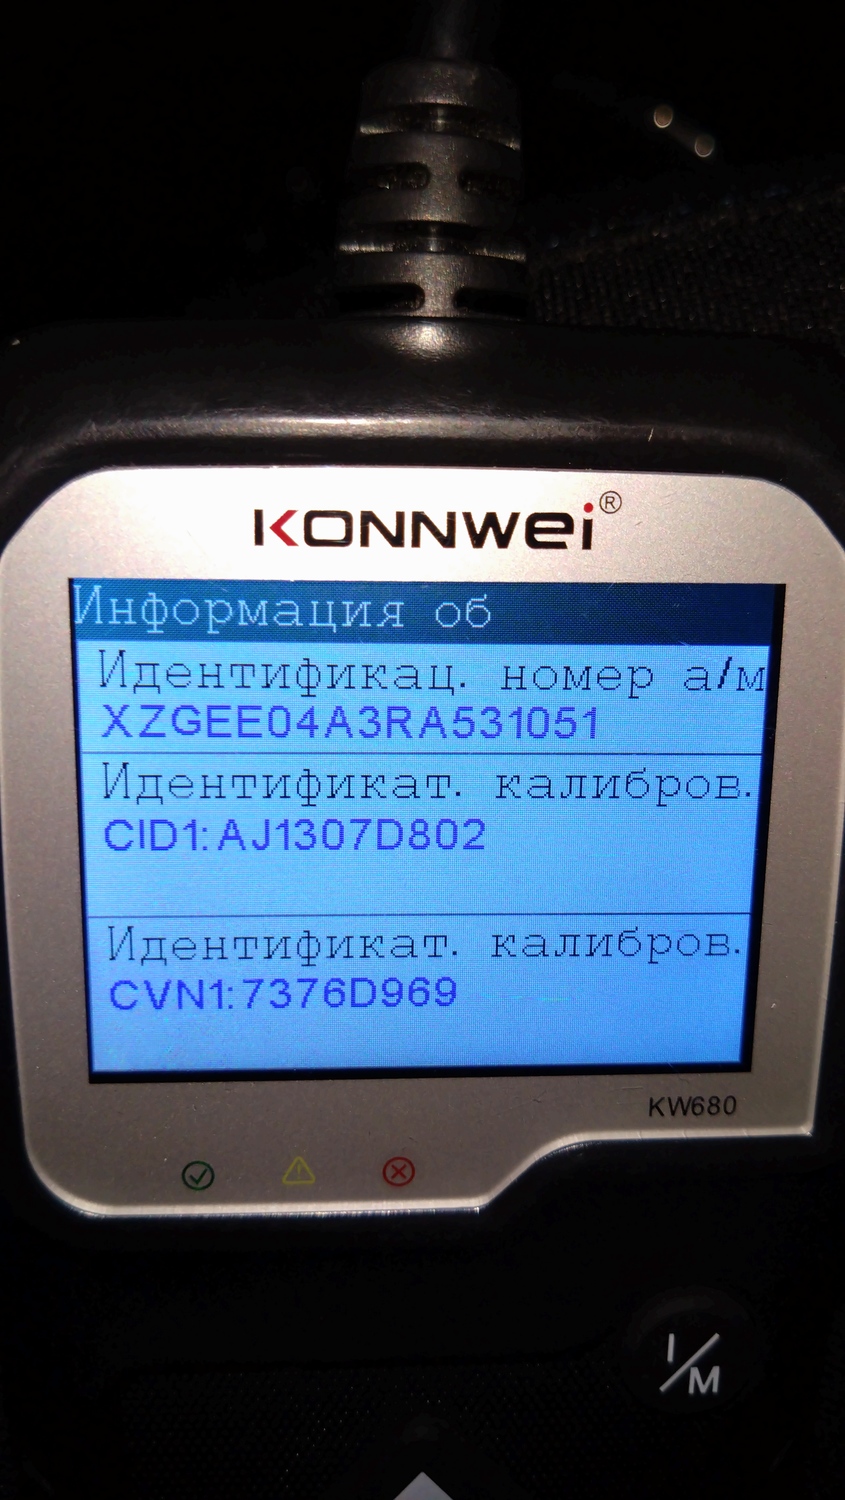 KONNWEI®
Информация об
Идентификац. номер а/м
XZGEE04A3RA531051
Идентификат. калибров.
CID1:AJ1307D802
Идентификат. калибров.
CVN1:7376D969
KW680
I/M